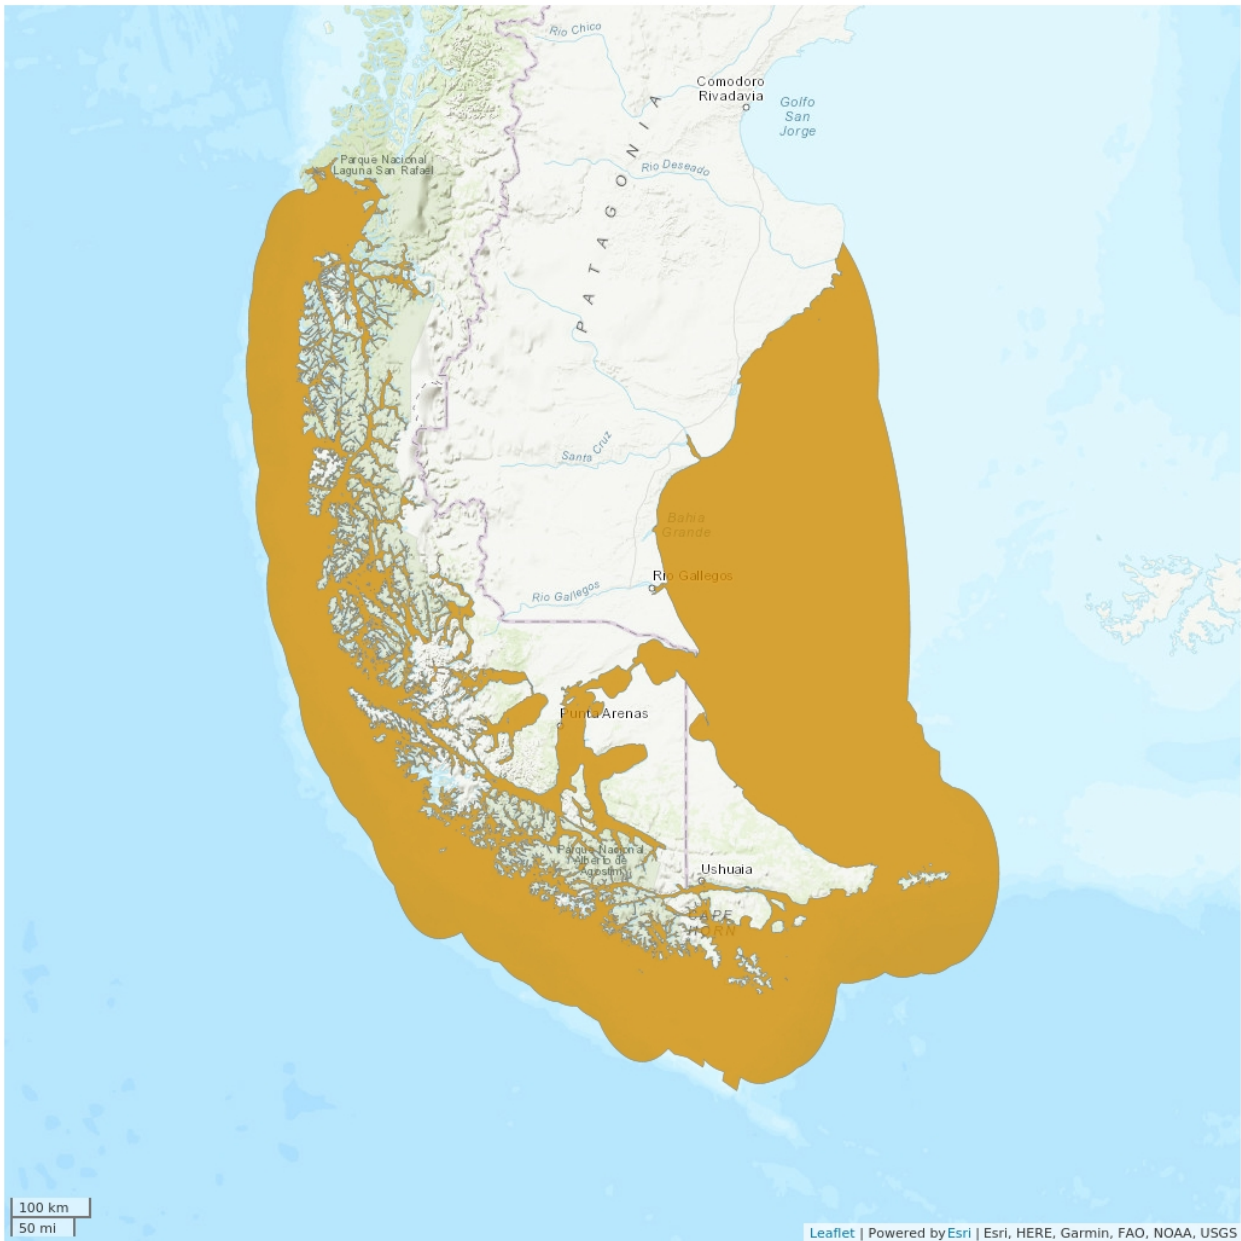 Rio Chico
Comodoro
Rivadavia
Golfo
San
Jorge
PATAGONIA
Parque Nacional
Laguna San Rafael
Rio Deseado
Santa Cruz
Bahra
Grande
Rio Gallegos
Rio Gallegos
Punta Arenas
Parque Nacional
Alberto de
Agostini
Ushuaia
CAPE
HORN
100 km
50 mi
Leaflet | Powered by Esri | Esri, HERE, Garmin, FAO, NOAA, USGS